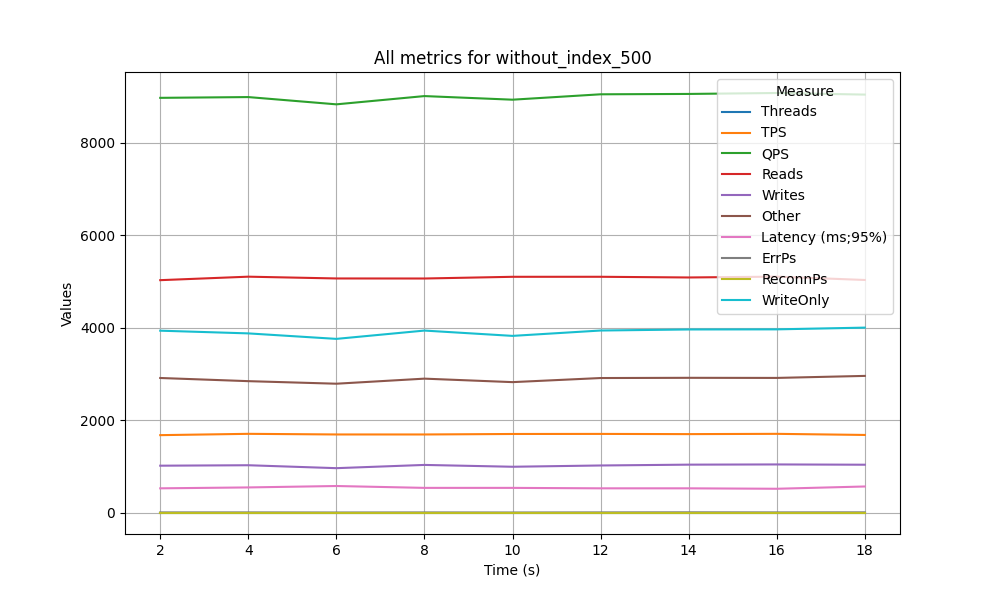 All metrics for without_index_500
Values
8000
6000
4000
2000
0
2 4 6 8 10 12 14 16 18
Time (s)
Measure
Threads
TPS
QPS
Reads
Writes
Other
Latency (ms;95%)
ErrPs
ReconnPs
WriteOnly